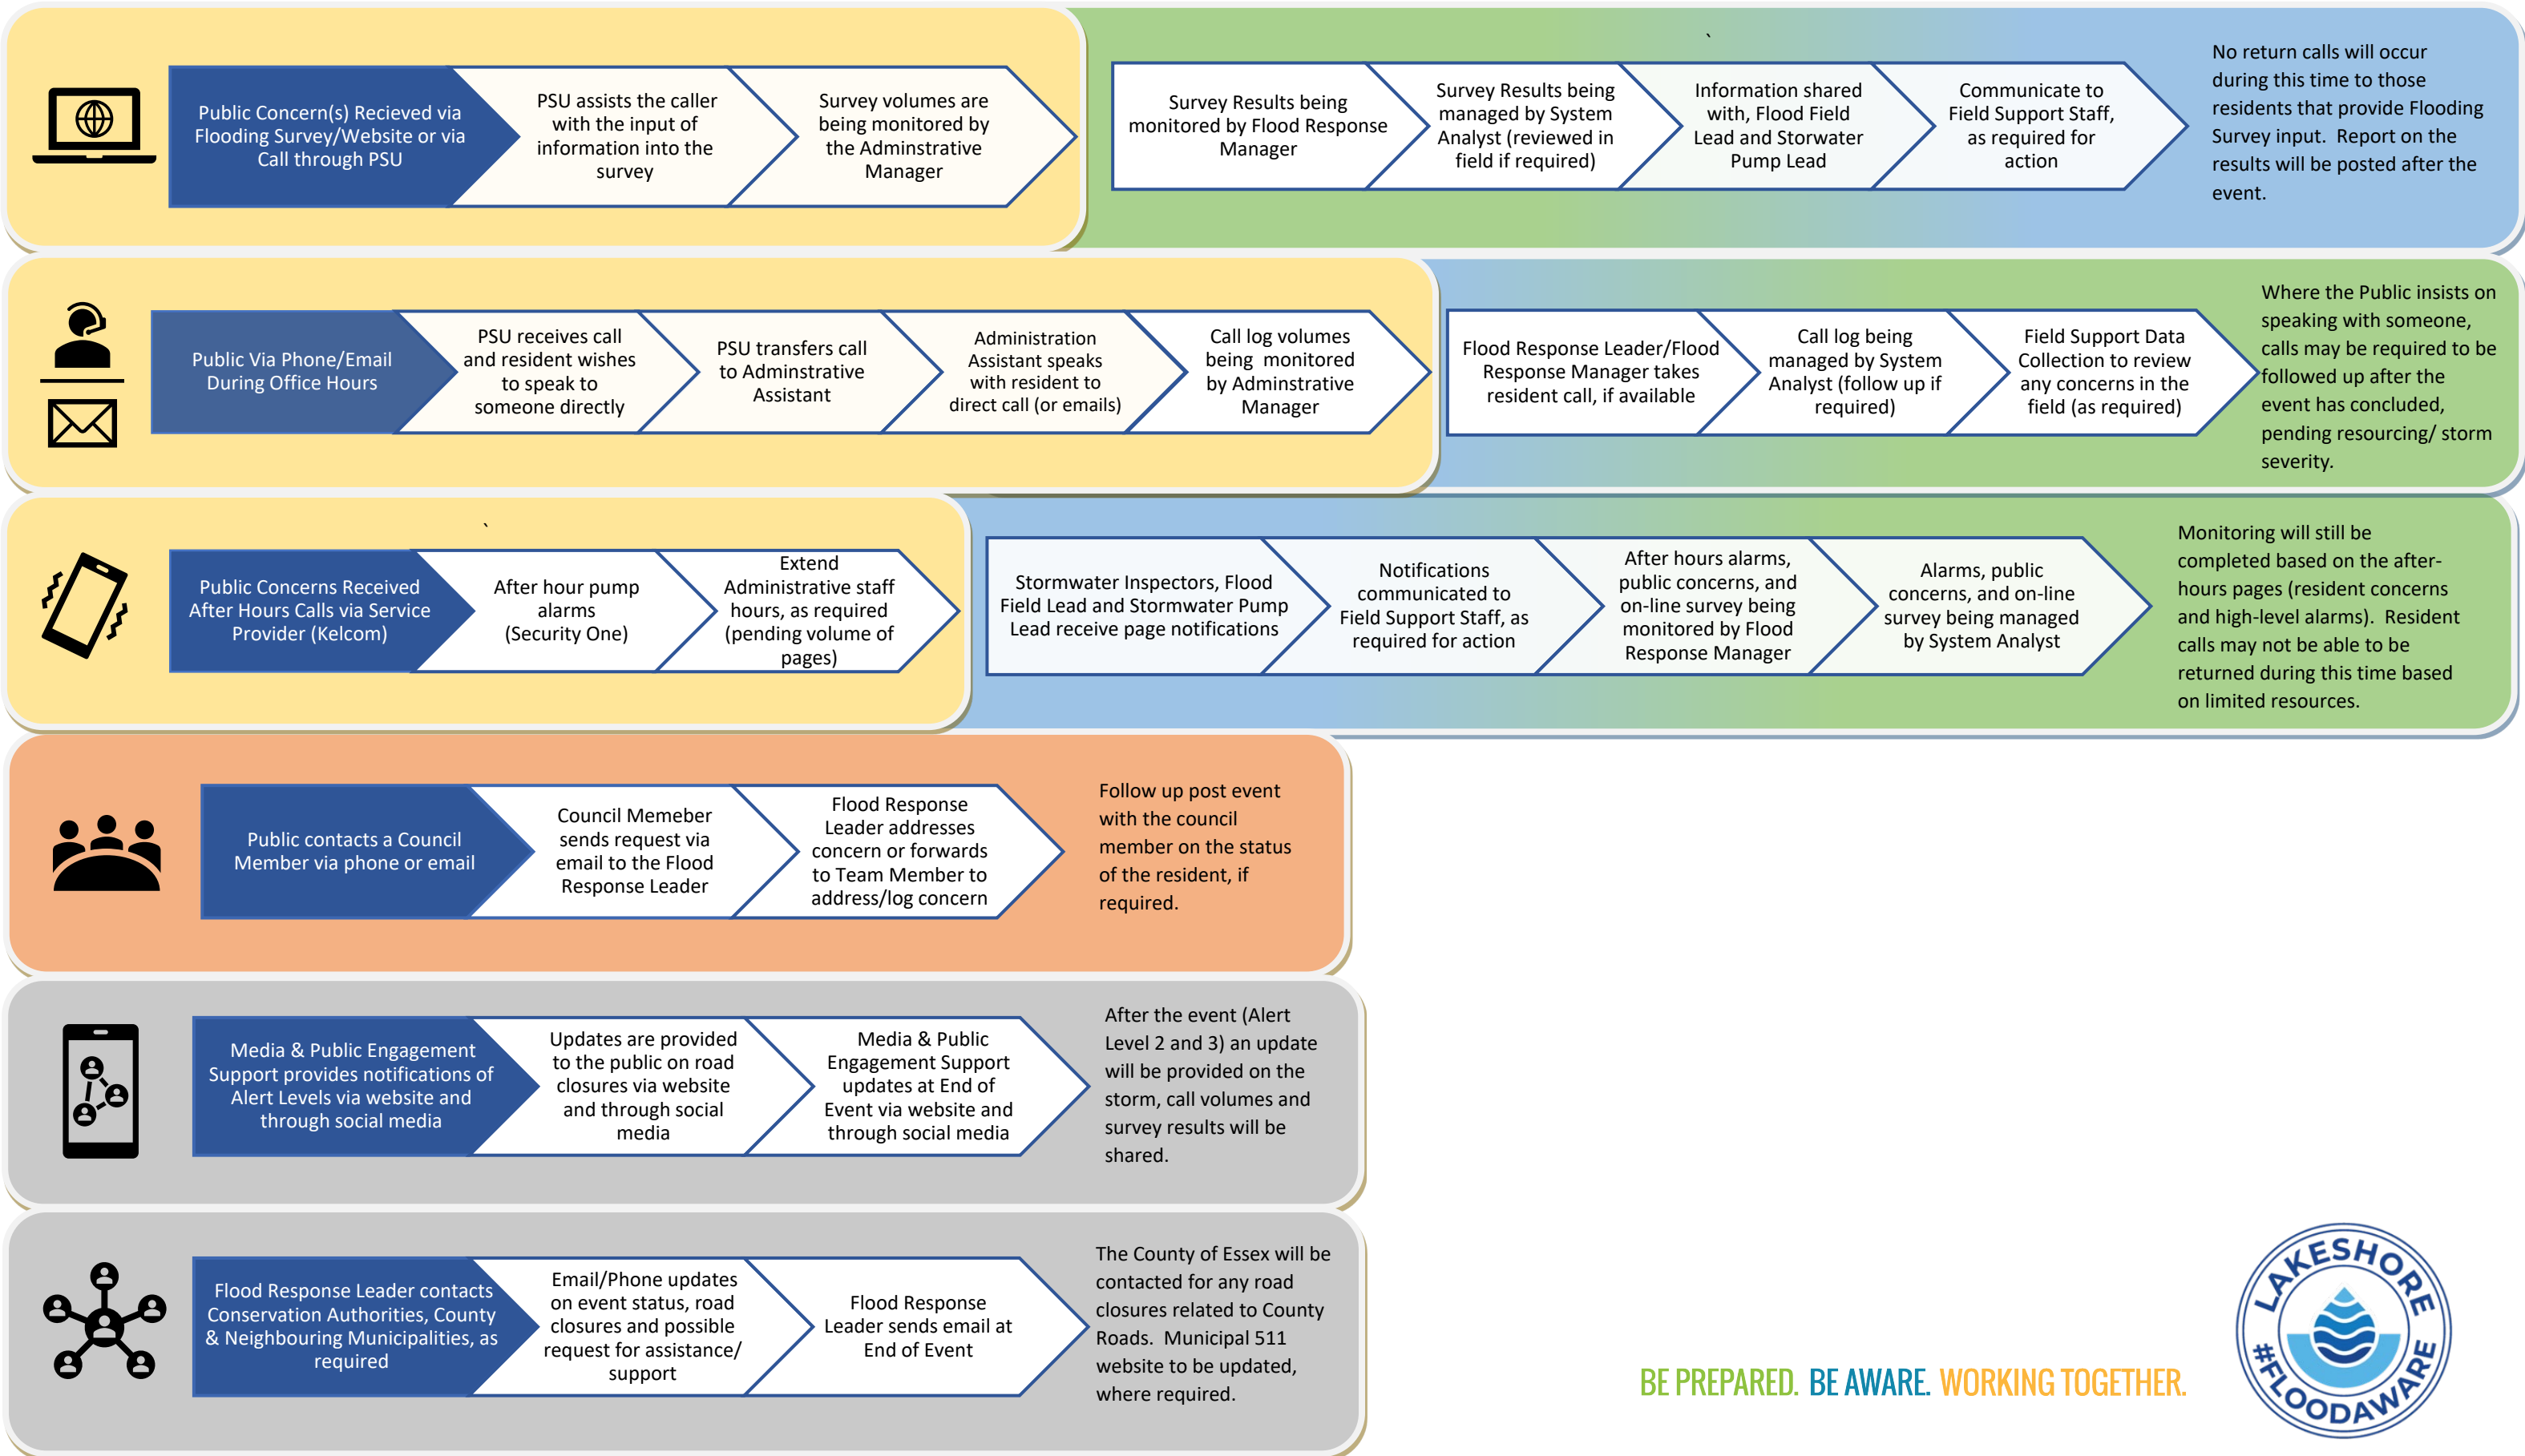 Public Concern(s) Recieved via
Flooding Survey/Website or via
Call through PSU
PSU assists the caller
with the input of
information into the
survey
Survey volumes are
being monitored by
the Adminstrative
Manager
Survey Results being
monitored by Flood Response
Manager
Survey Results being
managed by System
Analyst (reviewed in
field if required)
`
Information shared
with, Flood Field
Lead and Storwater
Pump Lead
Communicate to
Field Support Staff,
as required for
action
No return calls will occur
during this time to those
residents that provide Flooding
Survey input.  Report on the
results will be posted after the
event.
Public Via Phone/Email
During Office Hours
PSU receives call
and resident wishes
to speak to
someone directly
PSU transfers call
to Adminstrative
Assistant
Administration
Assistant speaks
with resident to
direct call (or emails)
Call log volumes
being  monitored
by Adminstrative
Manager
Flood Response Leader/Flood
Response Manager takes
resident call, if available
Call log being
managed by System
Analyst (follow up if
required)
Field Support Data
Collection to review
any concerns in the
field (as required)
Where the Public insists on
speaking with someone,
calls may be required to be
followed up after the
event has concluded,
pending resourcing/ storm
severity.
Public Concerns Received
After Hours Calls via Service
Provider (Kelcom)
`
After hour pump
alarms
(Security One)
Extend
Administrative staff
hours, as required
(pending volume of
pages)
Stormwater Inspectors, Flood
Field Lead and Stormwater Pump
Lead receive page notifications
Notifications
communicated to
Field Support Staff, as
required for action
After hours alarms,
public concerns, and
on-line survey being
monitored by Flood
Response Manager
Alarms, public
concerns, and on-line
survey being managed
by System Analyst
Monitoring will still be
completed based on the after-
hours pages (resident concerns
and high-level alarms).  Resident
calls may not be able to be
returned during this time based
on limited resources.
Public contacts a Council
Member via phone or email
Council Memeber
sends request via
email to the Flood
Response Leader
Flood Response
Leader addresses
concern or forwards
to Team Member to
address/log concern
Follow up post event
with the council
member on the status
of the resident, if
required.
Media & Public Engagement
Support provides notifications of
Alert Levels via website and
through social media
Updates are provided
to the public on road
closures via website
and through social
media
Media & Public
Engagement Support
updates at End of
Event via website and
through social media
After the event (Alert
Level 2 and 3) an update
will be provided on the
storm, call volumes and
survey results will be
shared.
Flood Response Leader contacts
Conservation Authorities, County
& Neighbouring Municipalities, as
required
Email/Phone updates
on event status, road
closures and possible
request for assistance/
support
Flood Response
Leader sends email at
End of Event
The County of Essex will be
contacted for any road
closures related to County
Roads.  Municipal 511
website to be updated,
where required.
BE PREPARED. BE AWARE. WORKING TOGETHER.
LAKESHORE
#FLOODAWARE